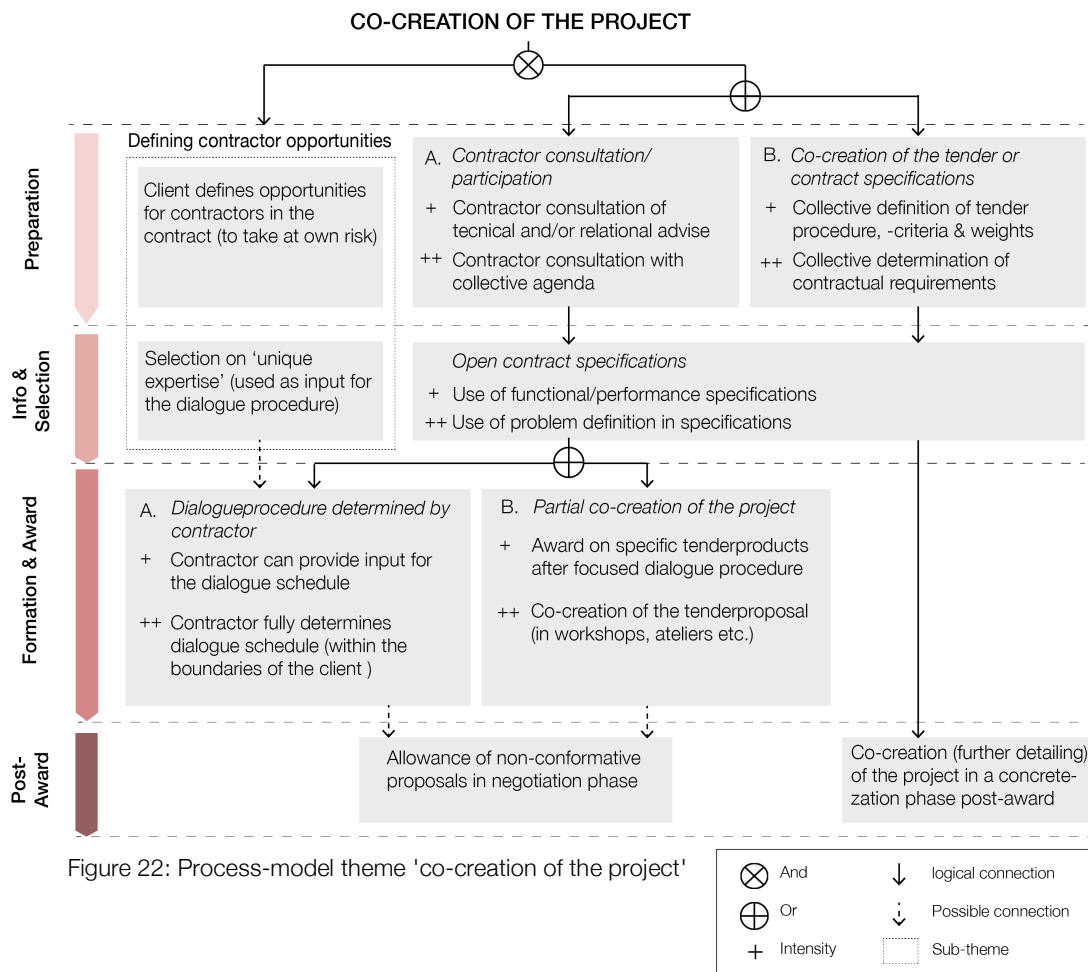 CO-CREATION OF THE PROJECT
Preparation
Defining contractor opportunities
Client defines opportunities
for contractors in the
contract (to take at own risk)
A. Contractor consultation/
participation
+ Contractor consultation of
tecnical and/or relational advise
++ Contractor consultation with
collective agenda
B. Co-creation of the tender or
contract specifications
+ Collective definition of tender
procedure, -criteria & weights
++ Collective determination of
contractual requirements
Info &
Selection
Selection on ‘unique
expertise’ (used as input for
the dialogue procedure)
Open contract specifications
+ Use of functional/performance specifications
++ Use of problem definition in specifications
Formation & Award
A. Dialogueprocedure determined by
contractor
+ Contractor can provide input for
the dialogue schedule
++ Contractor fully determines
dialogue schedule (within the
boundaries of the client )
B. Partial co-creation of the project
+ Award on specific tenderproducts
after focused dialogue procedure
++ Co-creation of the tenderproposal
(in workshops, ateliers etc.)
Post-
Award
Allowance of non-conformative
proposals in negotiation phase
Co-creation (further detailing)
of the project in a concrete-
zation phase post-award
Figure 22: Process-model theme 'co-creation of the project'
And
logical connection
Or
Possible connection
+ Intensity
Sub-theme